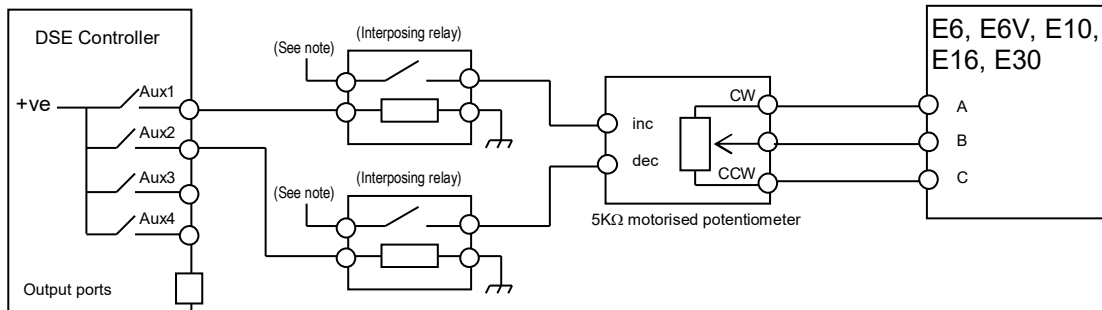 DSE Controller
+ve
Aux1
Aux2
Aux3
Aux4
Output ports
(See note)
(Interposing relay)
(See note)
(Interposing relay)
inc
dec
CW
CCW
5KΩ motorised potentiometer
E6, E6V, E10,
E16, E30
A
B
C